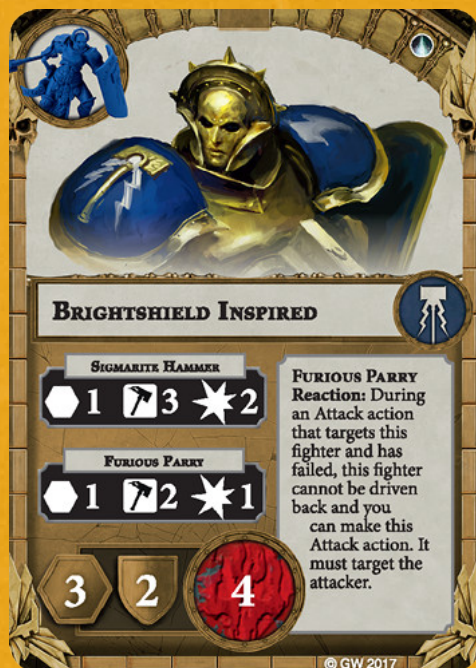 Brightshield Inspired
Sigmarite Hammer
1 3 2
Furious Parry
1 2 1
Furious Parry
Reaction: During
an Attack action
that targets this
fighter and has
failed, this fighter
cannot be driven
back and you
can make this
Attack action. It
must target the
attacker.
3 2 4
© GW 2017